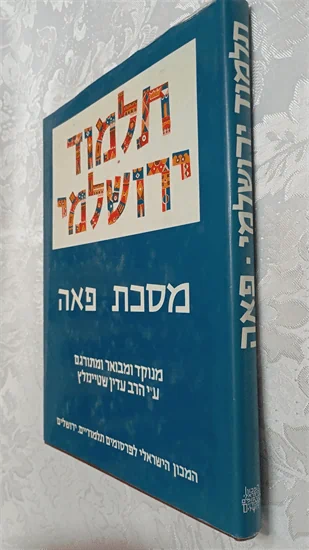 תלמוד
ירושלמי
מסכת פאה
מנוקד ומבואר ומתורגם
ע״י הרב עדין שטיינזלץ
המכון הישראלי לפרסומים תלמודיים. ירושלים
תלמוד ירושלמי • פאה